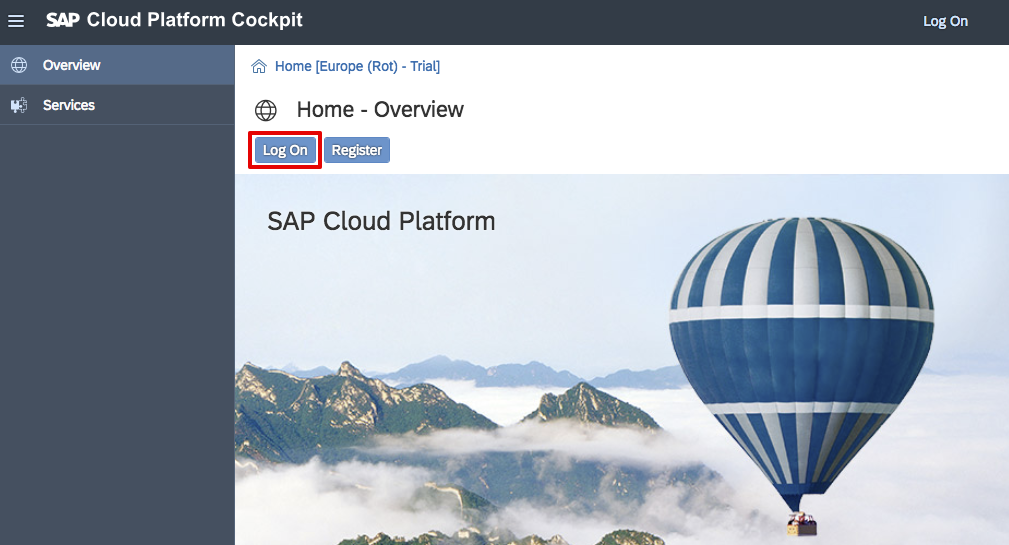 SAP Cloud Platform Cockpit
Log On
Overview
Services
Home [Europe (Rot) - Trial]
Home - Overview
Log On
Register
SAP Cloud Platform